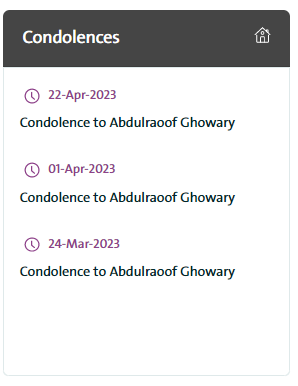 Condolences
22-Apr-2023
Condolence to Abdulraoof Ghowary
01-Apr-2023
Condolence to Abdulraoof Ghowary
24-Mar-2023
Condolence to Abdulraoof Ghowary